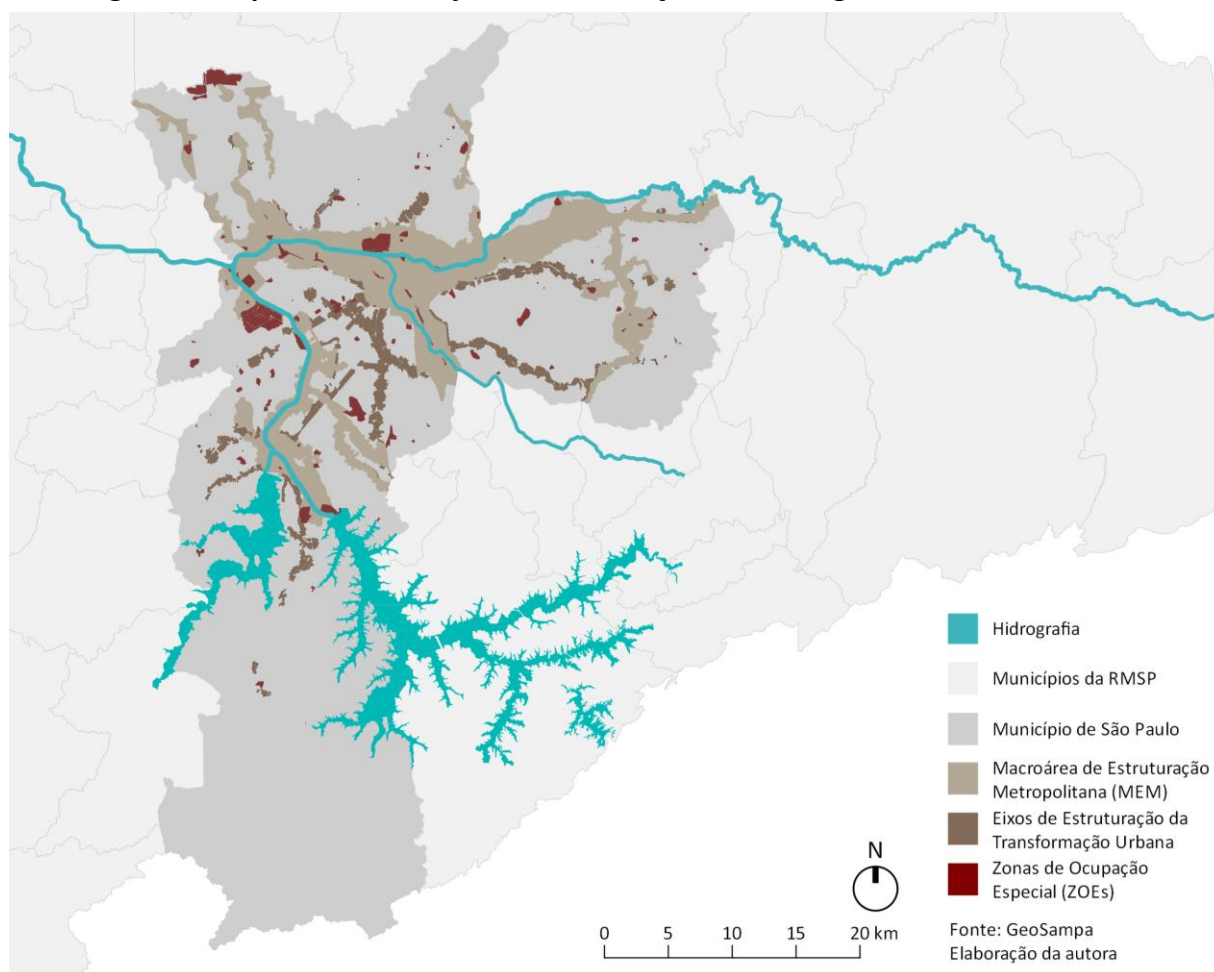 Hidrografia
Municípios da RMSP
Município de São Paulo
Macroárea de Estruturação
Metropolitana (MEM)
Eixos de Estruturação da
Transformação Urbana
Zonas de Ocupação
Especial (ZOEs)
N
0 5 10 15 20 km
Fonte: GeoSampa
Elaboração da autora